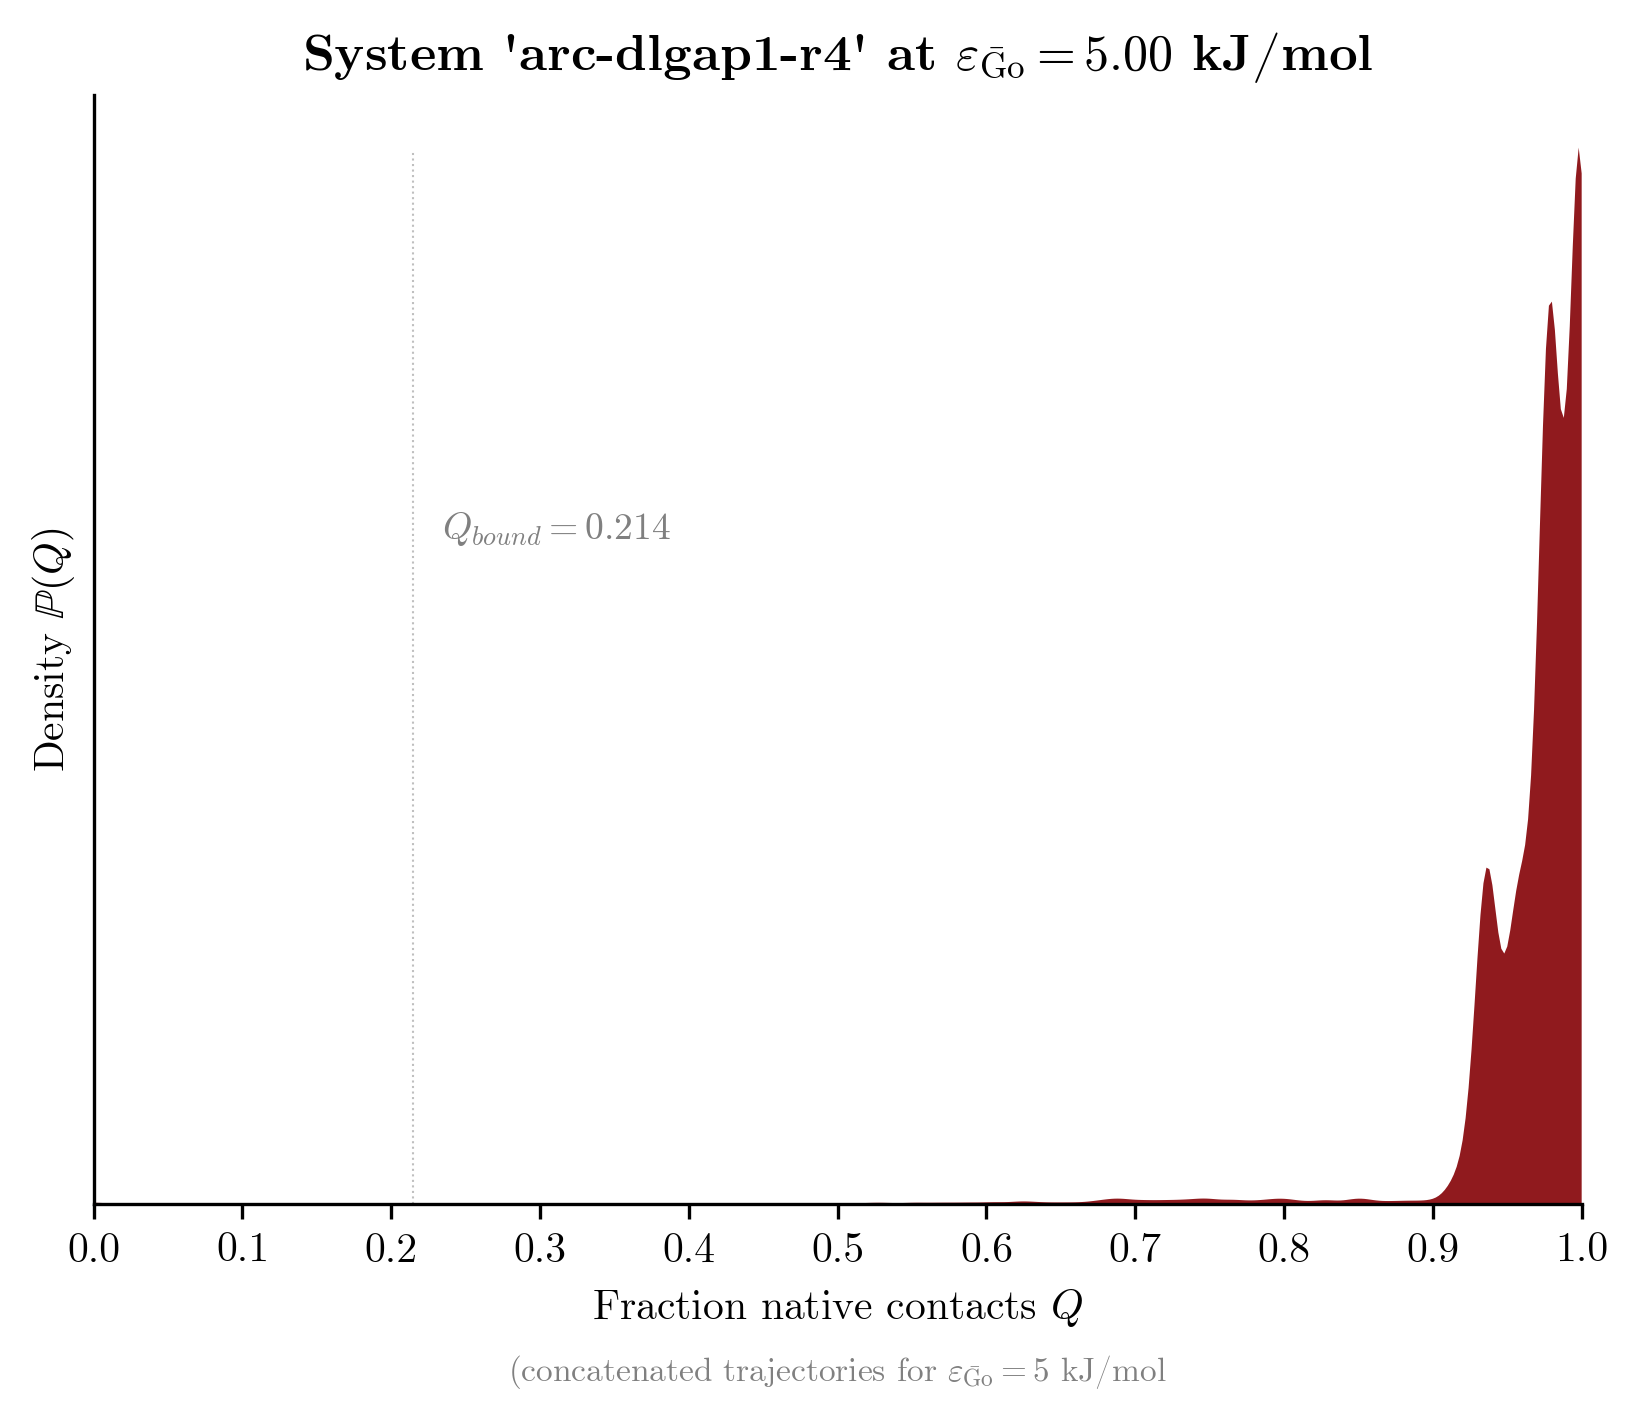 System 'arc-dlgap1-r4' at ε_Ḡo = 5.00 kJ/mol
Density ℙ(Q)
Q_bound = 0.214
0.0 0.1 0.2 0.3 0.4 0.5 0.6 0.7 0.8 0.9 1.0
Fraction native contacts Q
(concatenated trajectories for ε_Ḡo = 5 kJ/mol